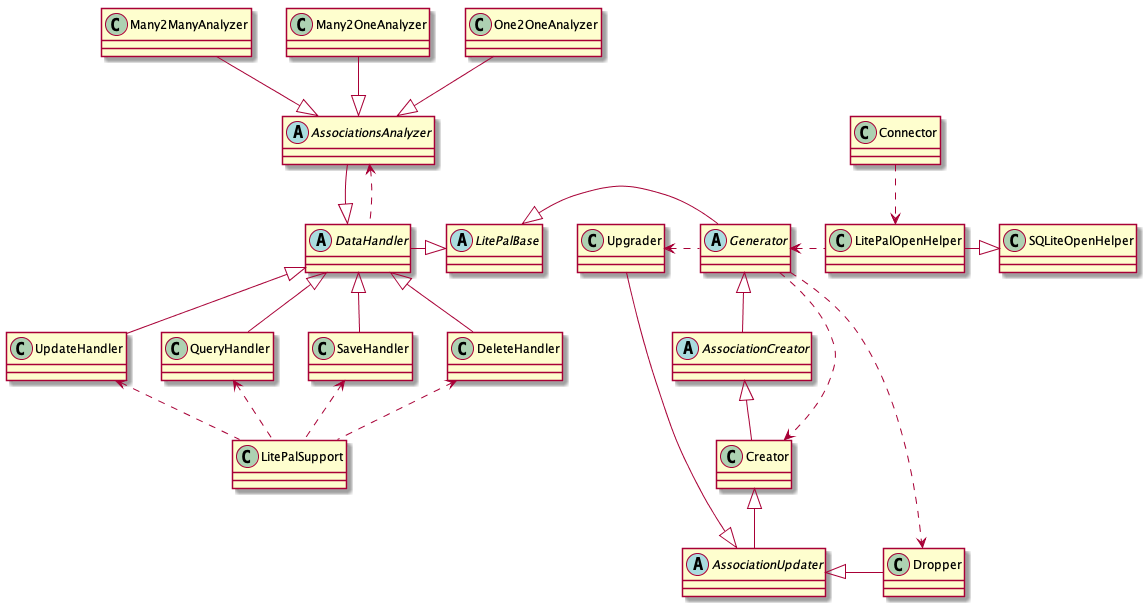 C Many2ManyAnalyzer
C Many2OneAnalyzer
C One2OneAnalyzer
A AssociationsAnalyzer
C Connector
A DataHandler
A LitePalBase
C Upgrader
A Generator
C LitePalOpenHelper
C SQLiteOpenHelper
C UpdateHandler
C QueryHandler
C SaveHandler
C DeleteHandler
A AssociationCreator
C LitePalSupport
C Creator
A AssociationUpdater
C Dropper